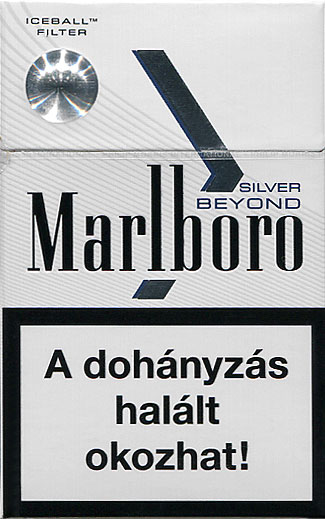 ICEBALL™
FILTER
SILVER
BEYOND
Marlboro
A dohányzás
halált
okozhat!